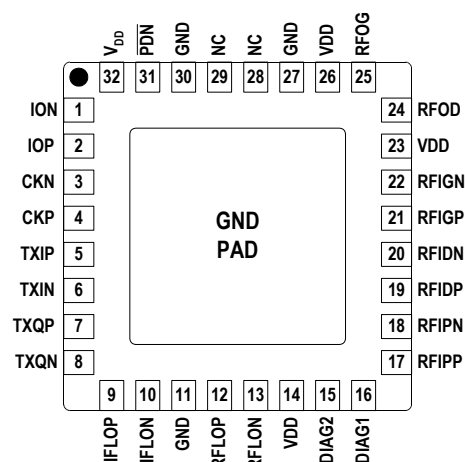 V_DD PDN GND NC NC GND VDD RFOG
32 31 30 29 28 27 26 25
ION 1
IOP 2
CKN 3
CKP 4
TXIP 5
TXIN 6
TXQP 7
TXQN 8
GND
PAD
24 RFOD
23 VDD
22 RFIGN
21 RFIGP
20 RFIDN
19 RFIDP
18 RFIPN
17 RFIPP
9 10 11 12 13 14 15 16
IFLOP IFLON GND RFLOP RFLON VDD DIAG2 DIAG1